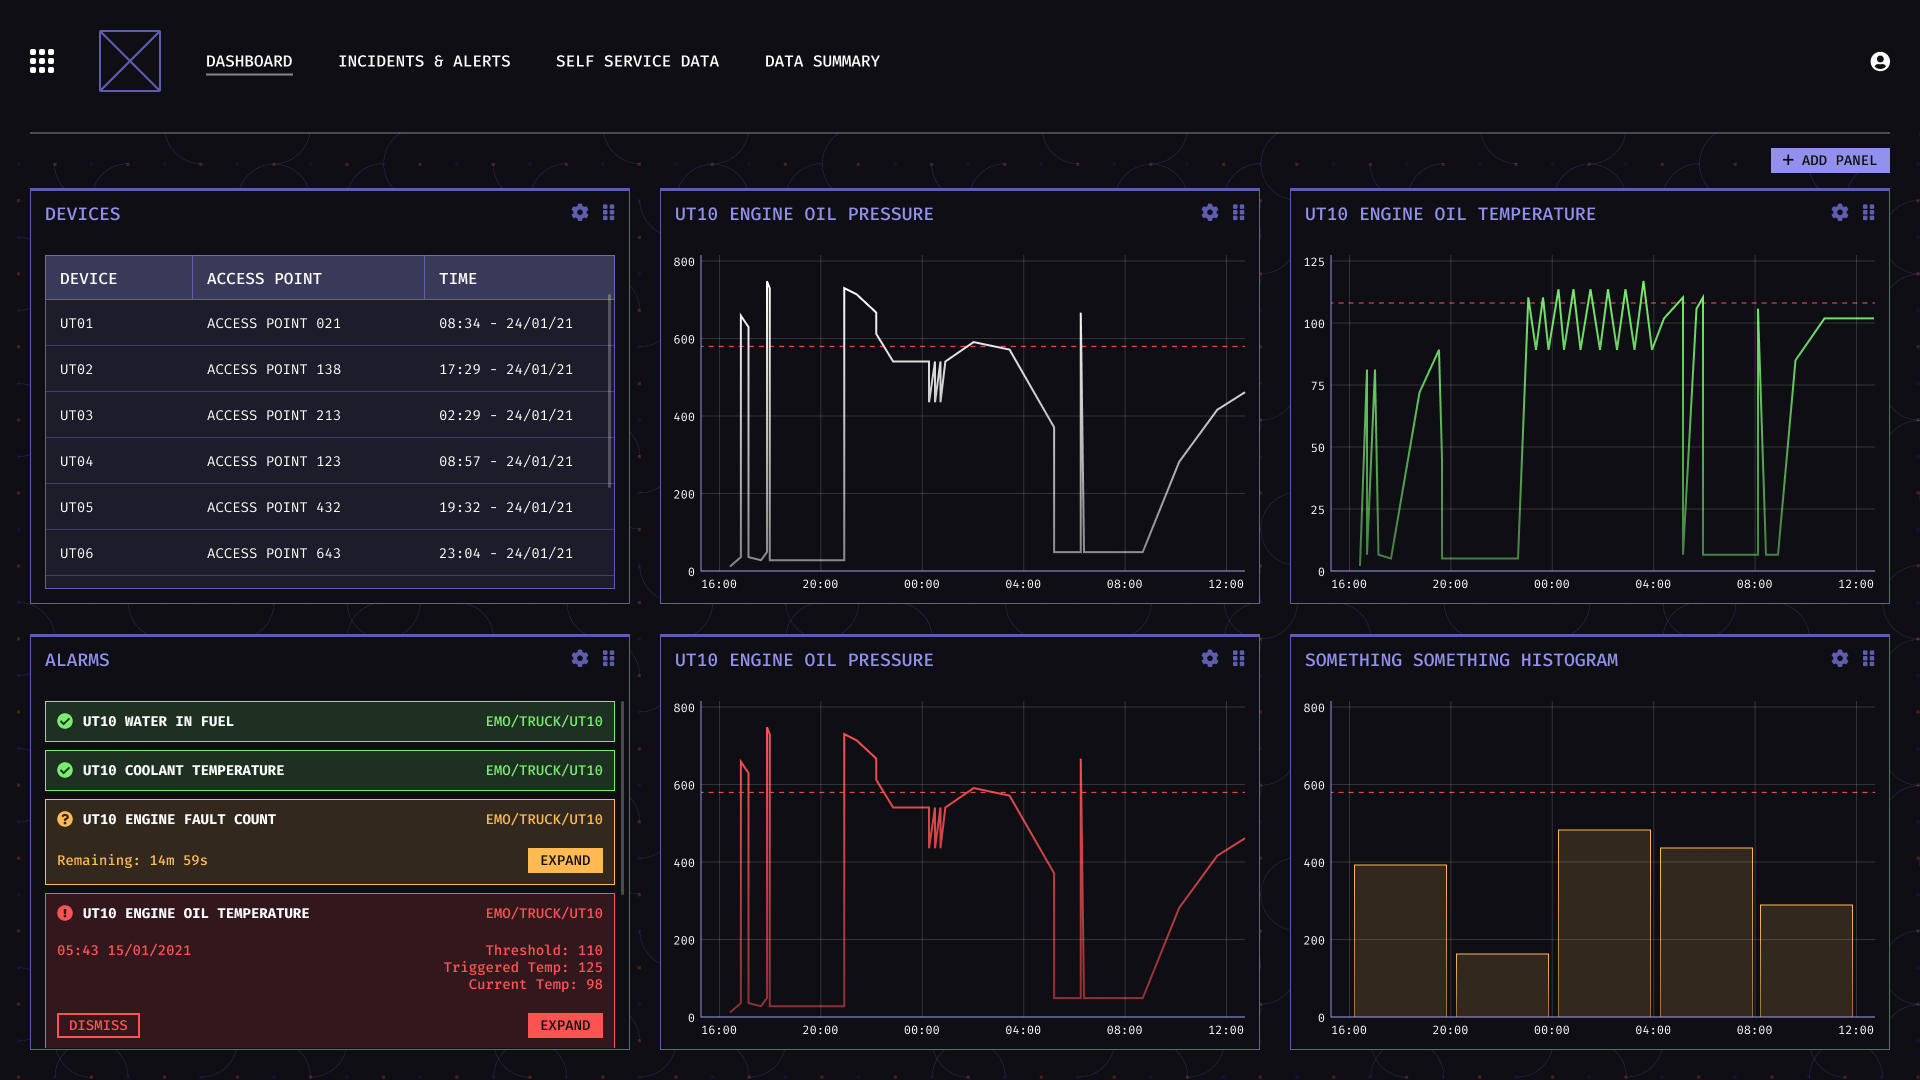 DASHBOARD INCIDENTS & ALERTS SELF SERVICE DATA DATA SUMMARY
+ ADD PANEL
DEVICES
DEVICE ACCESS POINT TIME
UT01 ACCESS POINT 021 08:34 - 24/01/21
UT02 ACCESS POINT 138 17:29 - 24/01/21
UT03 ACCESS POINT 213 02:29 - 24/01/21
UT04 ACCESS POINT 123 08:57 - 24/01/21
UT05 ACCESS POINT 432 19:32 - 24/01/21
UT06 ACCESS POINT 643 23:04 - 24/01/21
UT10 ENGINE OIL PRESSURE
800
600
400
200
0
16:00 20:00 00:00 04:00 08:00 12:00
UT10 ENGINE OIL TEMPERATURE
125
100
75
50
25
0
16:00 20:00 00:00 04:00 08:00 12:00
ALARMS
UT10 WATER IN FUEL EMO/TRUCK/UT10
UT10 COOLANT TEMPERATURE EMO/TRUCK/UT10
? UT10 ENGINE FAULT COUNT EMO/TRUCK/UT10
Remaining: 14m 59s EXPAND
! UT10 ENGINE OIL TEMPERATURE EMO/TRUCK/UT10
05:43 15/01/2021 Threshold: 110
Triggered Temp: 125
Current Temp: 98
DISMISS EXPAND
UT10 ENGINE OIL PRESSURE
800
600
400
200
0
16:00 20:00 00:00 04:00 08:00 12:00
SOMETHING SOMETHING HISTOGRAM
800
600
400
200
0
16:00 20:00 00:00 04:00 08:00 12:00